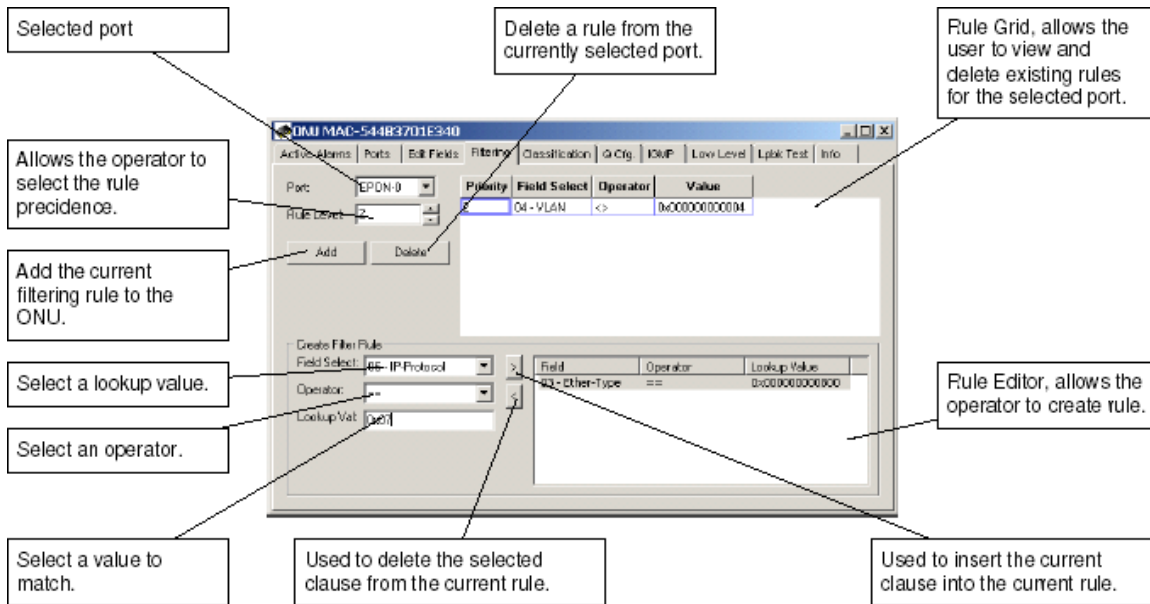 Selected port
Delete a rule from the
currently selected port.
Rule Grid, allows the
user to view and
delete existing rules
for the selected port.
Allows the operator to
select the rule
precidence.
Add the current
filtering rule to the
ONU.
Select a lookup value.
Select an operator.
Select a value to
match.
Used to delete the selected
clause from the current rule.
Used to insert the current
clause into the current rule.
Rule Editor, allows the
operator to create rule.
ONU MAC-544B3701E340
Active Alarms Ports Edit Fields Filtering Classification Q Cfg. IGMP Low Level Lpbk Test Info
Port: EPON-0
Rule Level:
Add Delete
Priority Field Select Operator Value
04 - VLAN <> 0x000000000004
Create Filter Rule
Field Select: IP-Protocol >
Operator: == <
Lookup Val: 0x07
Field Operator Lookup Value
03 - Ether-Type == 0x000000000800